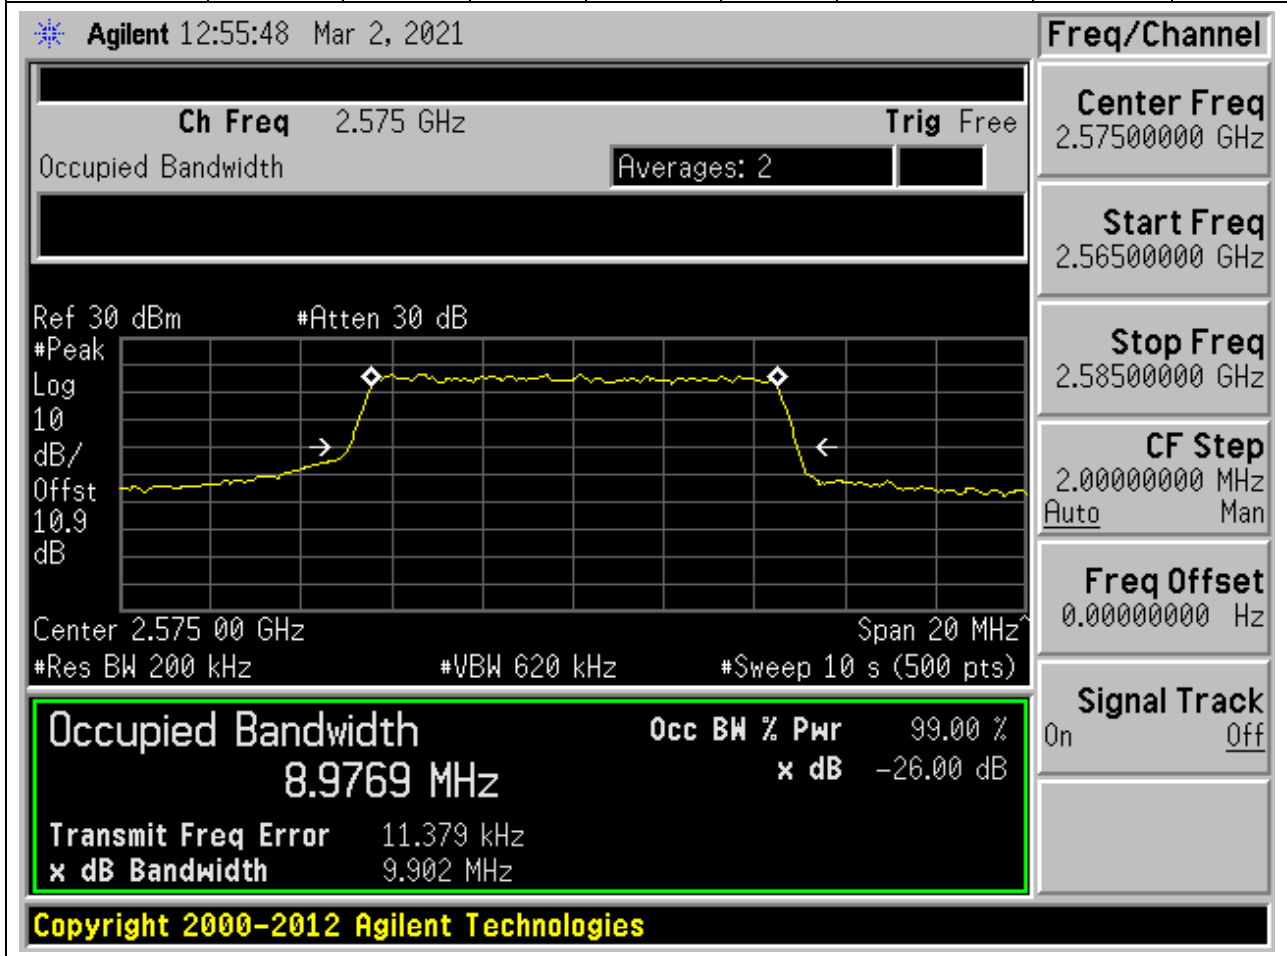 Agilent 12:55:48 Mar 2, 2021
Freq/Channel
Ch Freq 2.575 GHz Trig Free
Occupied Bandwidth Averages: 2
Center Freq
2.57500000 GHz
Start Freq
2.56500000 GHz
Stop Freq
2.58500000 GHz
CF Step
2.00000000 MHz
Auto Man
Freq Offset
0.00000000 Hz
Signal Track
On Off
Ref 30 dBm #Atten 30 dB
#Peak
Log
10
dB/
Offst
10.9
dB
Center 2.575 00 GHz Span 20 MHz^
#Res BW 200 kHz #VBW 620 kHz #Sweep 10 s (500 pts)
Occupied Bandwidth Occ BW % Pwr 99.00 %
8.9769 MHz x dB -26.00 dB
Transmit Freq Error 11.379 kHz
x dB Bandwidth 9.902 MHz
Copyright 2000-2012 Agilent Technologies